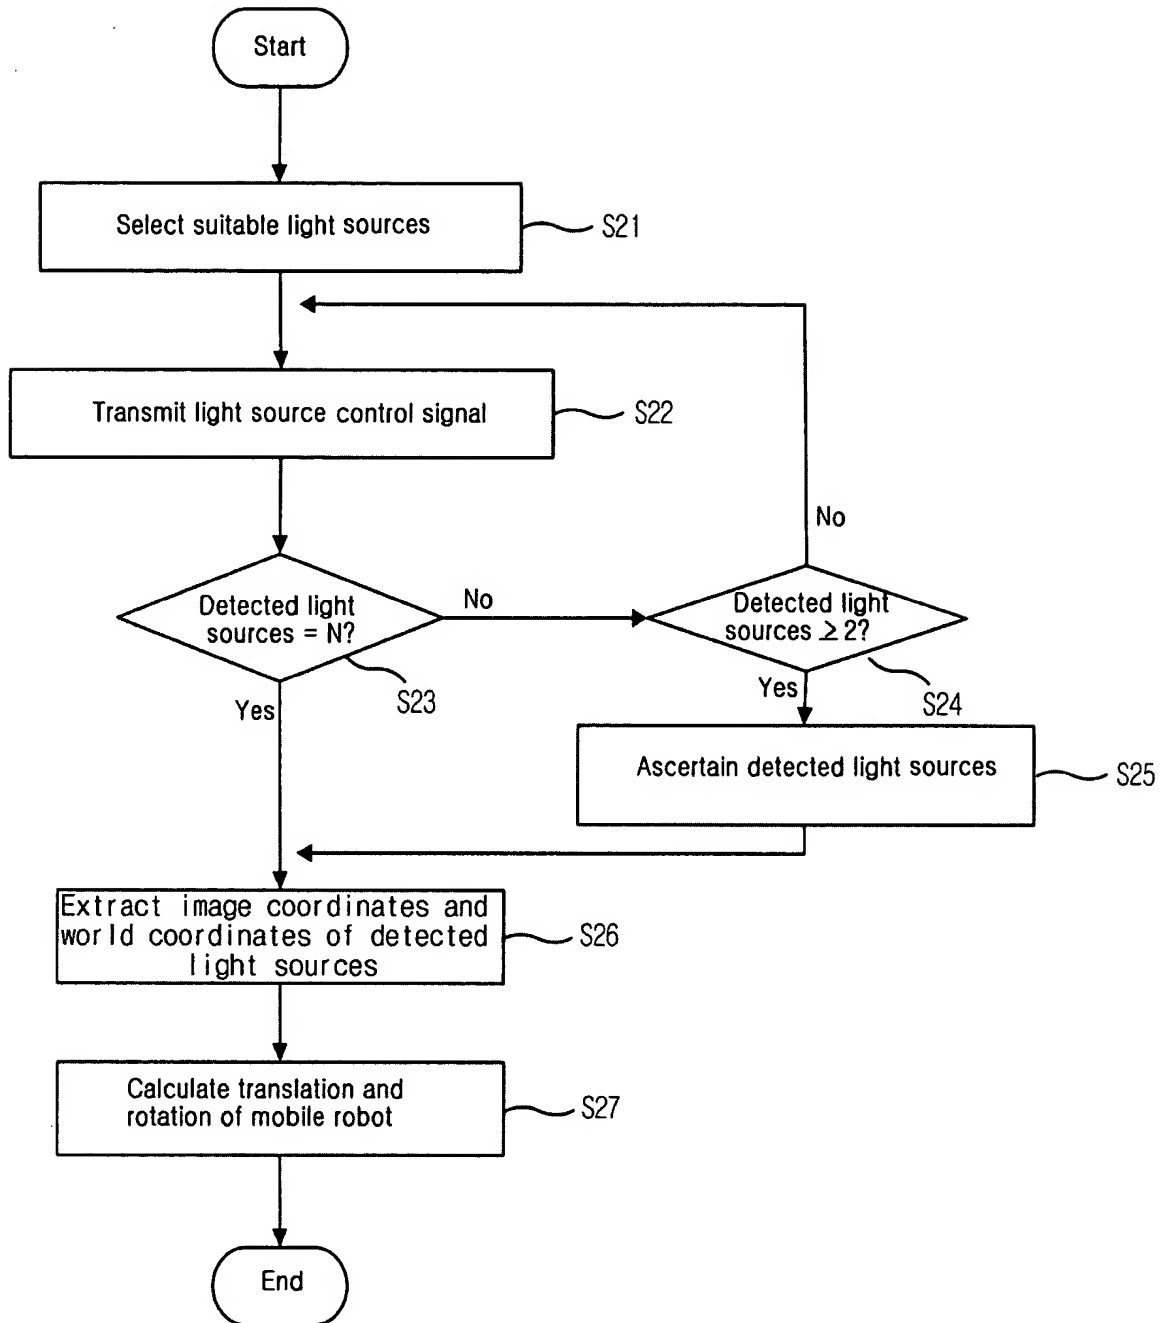 Start
Select suitable light sources
S21
Transmit light source control signal
S22
No
Detected light
sources = N?
No
Detected light
sources ≥ 2?
S23
S24
Yes
Yes
Ascertain detected light sources
S25
Extract image coordinates and
world coordinates of detected
light sources
S26
Calculate translation and
rotation of mobile robot
S27
End